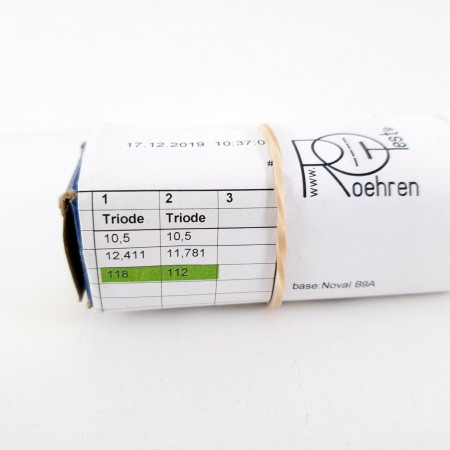 17.12.2019 10:37:0
#
www.Roehren
Test
1 2 3
Triode Triode
10,5 10,5
12,411 11,781
118 112
base: Noval B9A